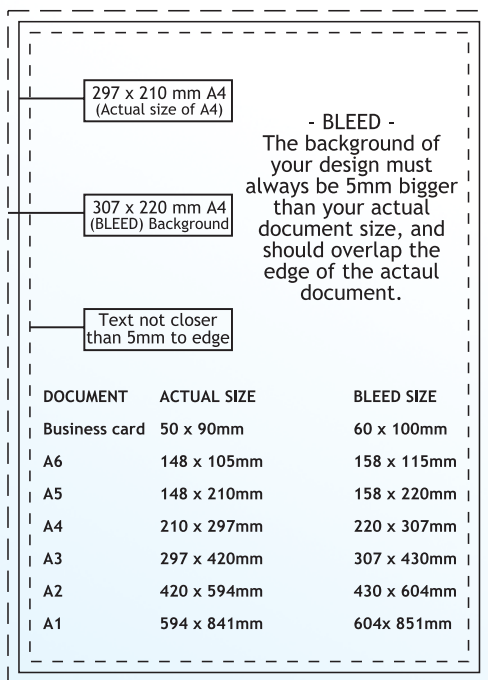 297 x 210 mm A4
(Actual size of A4)
- BLEED -
The background of
your design must
always be 5mm bigger
than your actual
document size, and
should overlap the
edge of the actaul
document.
307 x 220 mm A4
(BLEED) Background
Text not closer
than 5mm to edge
DOCUMENT ACTUAL SIZE BLEED SIZE
Business card 50 x 90mm 60 x 100mm
A6 148 x 105mm 158 x 115mm
A5 148 x 210mm 158 x 220mm
A4 210 x 297mm 220 x 307mm
A3 297 x 420mm 307 x 430mm
A2 420 x 594mm 430 x 604mm
A1 594 x 841mm 604x 851mm